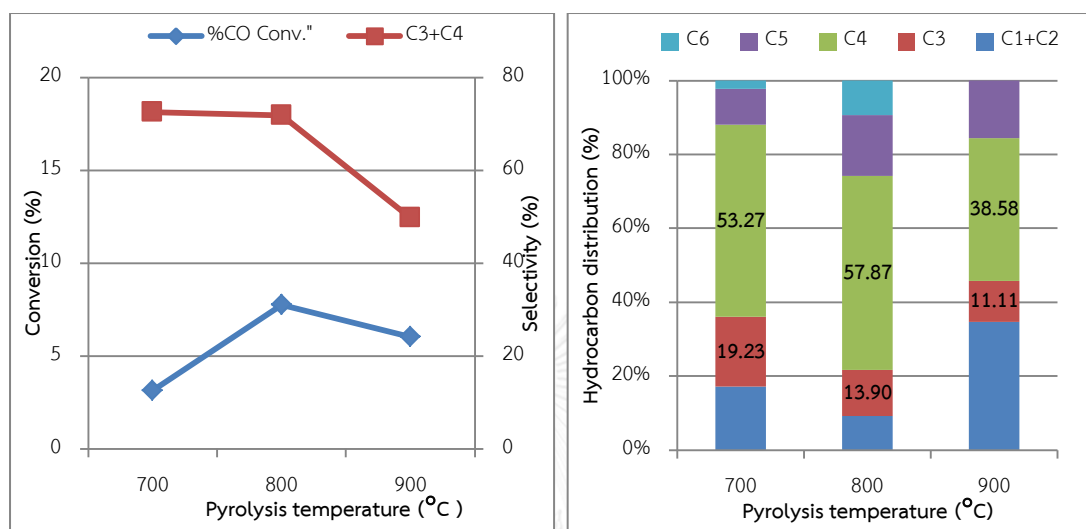 %CO Conv." C3+C4
20
15
10
5
0
80
60
40
20
0
Conversion (%)
Selectivity (%)
700 800 900
Pyrolysis temperature (°C )
C6 C5 C4 C3 C1+C2
100%
80%
60%
40%
20%
0%
Hydrocarbon distribution (%)
53.27
19.23
57.87
13.90
38.58
11.11
700 800 900
Pyrolysis temperature (°C)